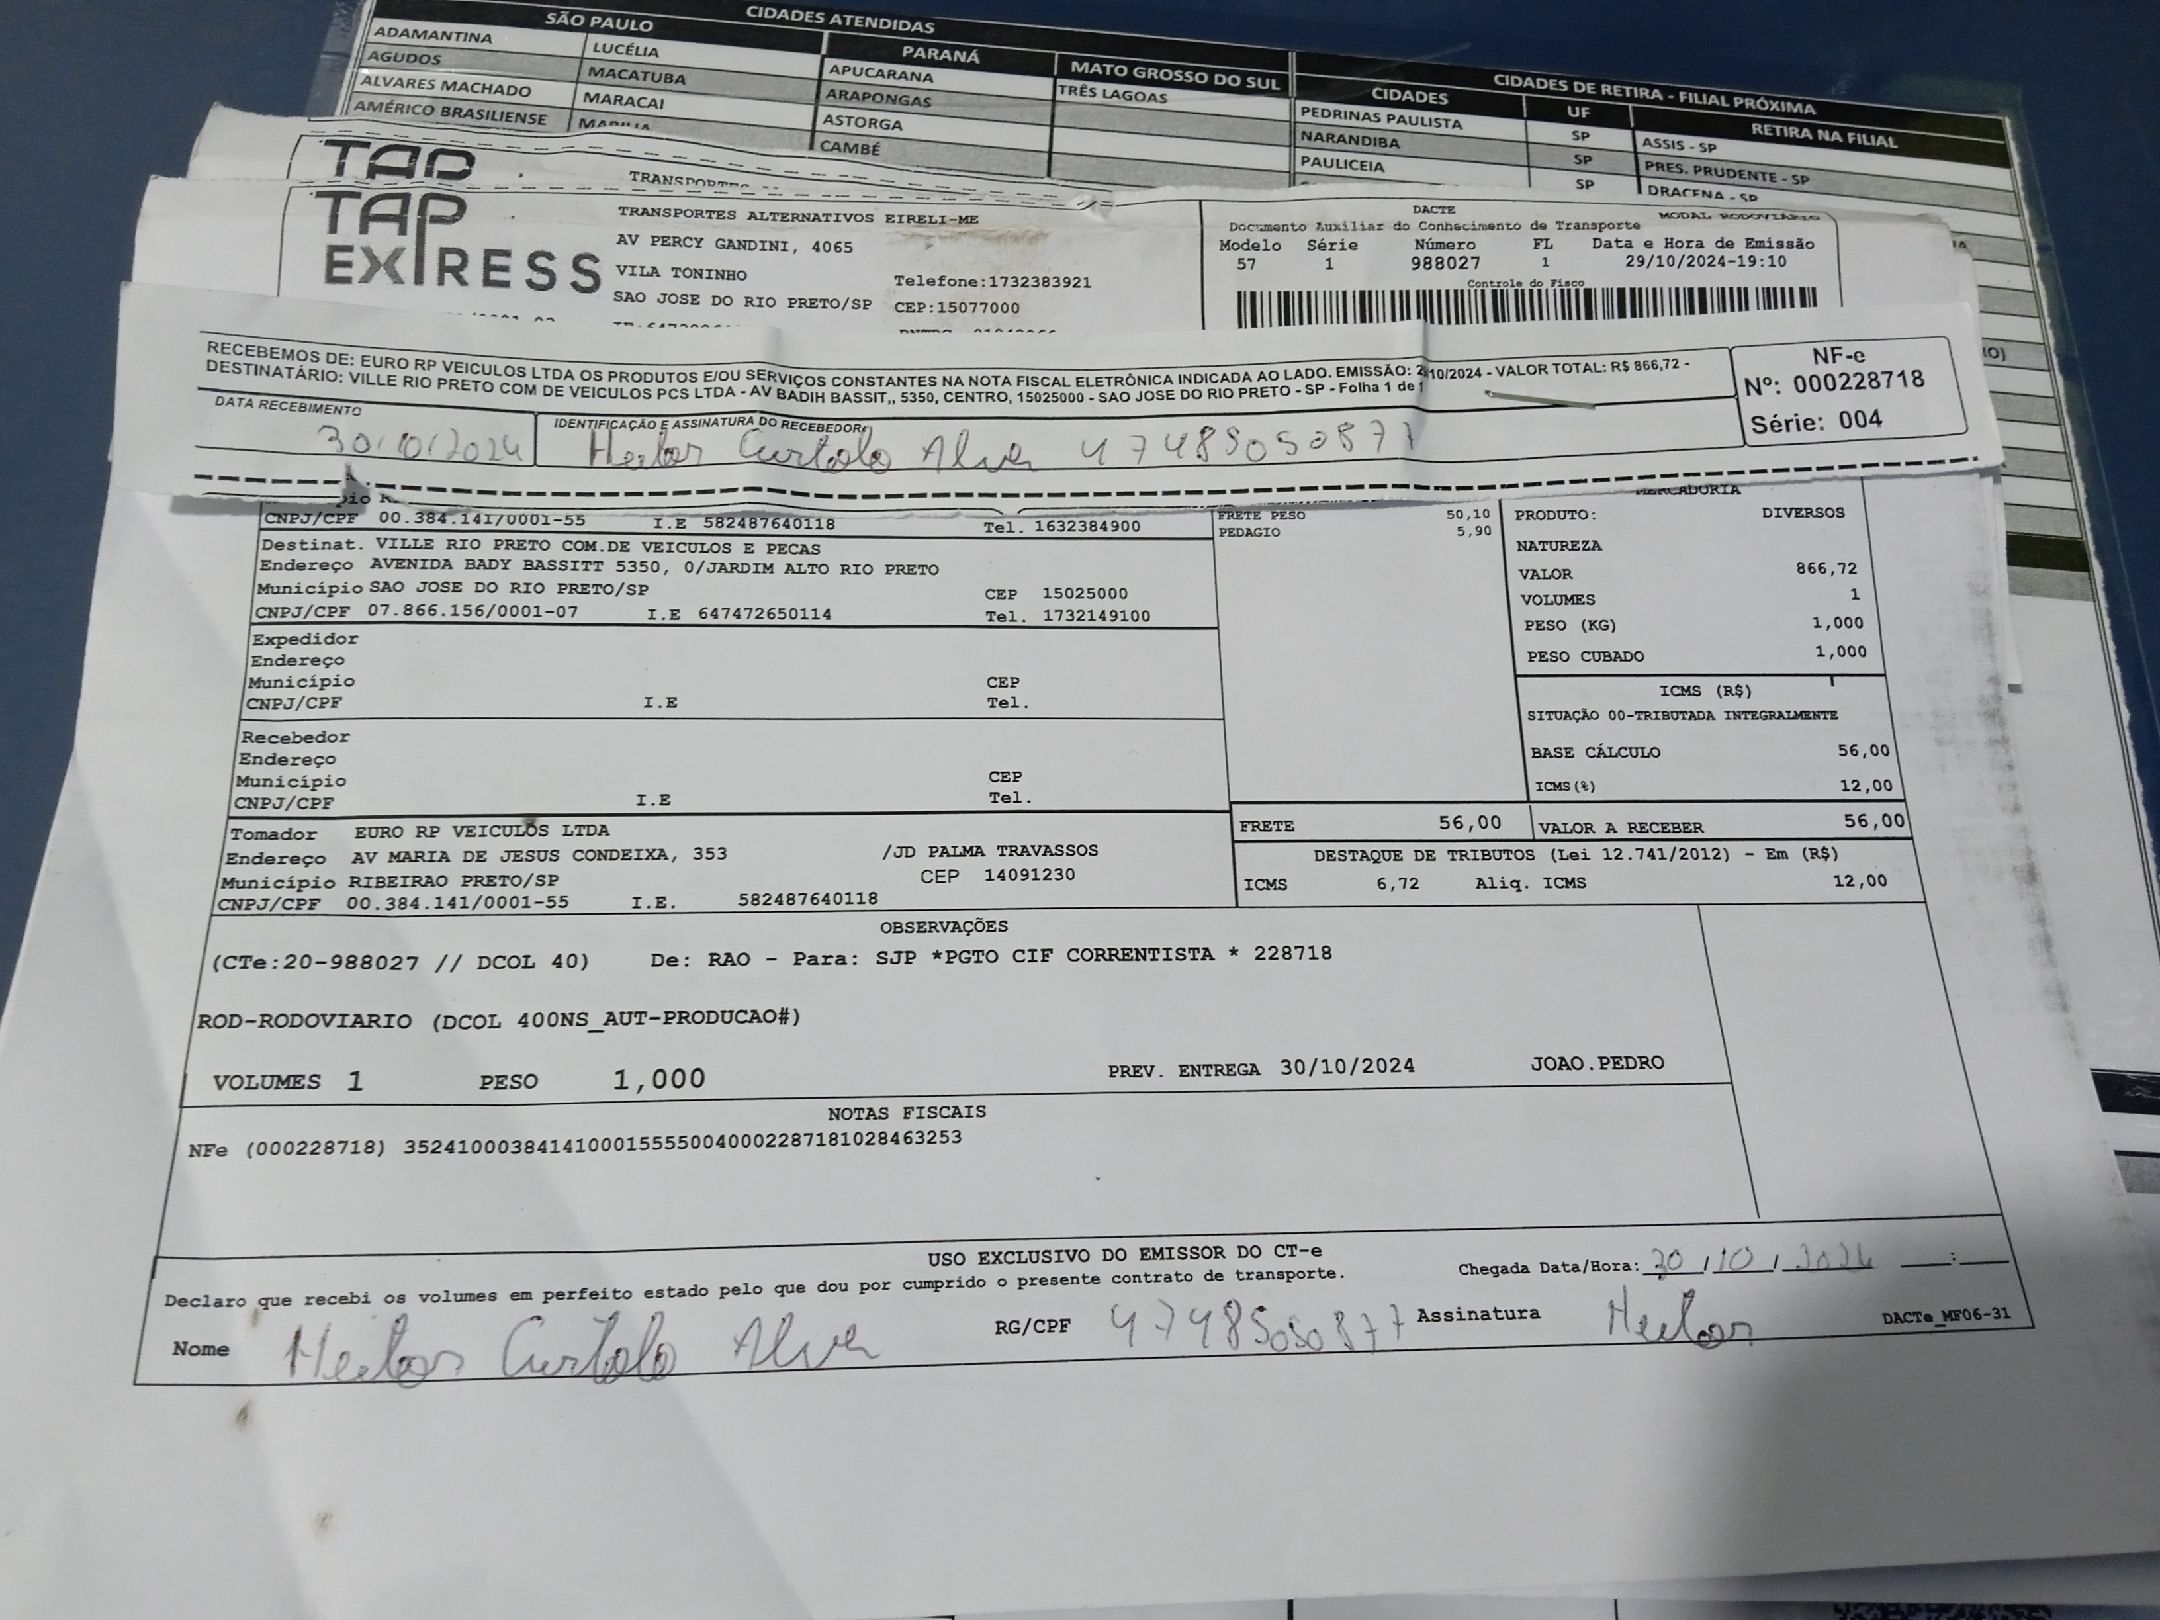 CIDADES ATENDIDAS
SÃO PAULO
PARANÁ
MATO GROSSO DO SUL
ADAMANTINA LUCÉLIA APUCARANA TRÊS LAGOAS
AGUDOS MACATUBA ARAPONGAS
ALVARES MACHADO MARACAI ASTORGA
AMÉRICO BRASILIENSE CAMBÉ
CIDADES DE RETIRA - FILIAL PRÓXIMA
CIDADES UF RETIRA NA FILIAL
PEDRINAS PAULISTA SP ASSIS - SP
NARANDIBA SP PRES. PRUDENTE - SP
PAULICEIA SP DRACENA - SP
TAP
TRANSPORTES
TAP EXPRESS
TRANSPORTES ALTERNATIVOS EIRELI-ME
AV PERCY GANDINI, 4065
VILA TONINHO
Telefone:1732383921
SAO JOSE DO RIO PRETO/SP CEP:15077000
DACTE MODAL RODOVIÁRIO
Documento Auxiliar do Conhecimento de Transporte
Modelo Série Número FL Data e Hora de Emissão
57 1 988027 1 29/10/2024-19:10
Controle do Fisco
RECEBEMOS DE: EURO RP VEICULOS LTDA OS PRODUTOS E/OU SERVIÇOS CONSTANTES NA NOTA FISCAL ELETRÔNICA INDICADA AO LADO. EMISSÃO: 10/2024 - VALOR TOTAL: R$ 866,72 -
DESTINATÁRIO: VILLE RIO PRETO COM DE VEICULOS PCS LTDA - AV BADIH BASSIT,, 5350, CENTRO, 15025000 - SAO JOSE DO RIO PRETO - SP - Folha 1 de 1
NF-e
Nº: 000228718
Série: 004
DATA RECEBIMENTO
IDENTIFICAÇÃO E ASSINATURA DO RECEBEDOR
30/10/2024 Heitor Curtolo Alves 47485050877
CNPJ/CPF 00.384.141/0001-55 I.E 582487640118 Tel. 1632384900
Destinat. VILLE RIO PRETO COM.DE VEICULOS E PECAS
Endereço AVENIDA BADY BASSITT 5350, 0/JARDIM ALTO RIO PRETO
Município SAO JOSE DO RIO PRETO/SP CEP 15025000
CNPJ/CPF 07.866.156/0001-07 I.E 647472650114 Tel. 1732149100
Expedidor
Endereço
Município CEP
CNPJ/CPF I.E Tel.
Recebedor
Endereço
Município CEP
CNPJ/CPF I.E Tel.
Tomador EURO RP VEICULOS LTDA
Endereço AV MARIA DE JESUS CONDEIXA, 353 /JD PALMA TRAVASSOS
Município RIBEIRAO PRETO/SP CEP 14091230
CNPJ/CPF 00.384.141/0001-55 I.E. 582487640118
FRETE PESO 50,10
PEDAGIO 5,90
MERCADORIA
PRODUTO: DIVERSOS
NATUREZA
VALOR 866,72
VOLUMES 1
PESO (KG) 1,000
PESO CUBADO 1,000
ICMS (R$)
SITUAÇÃO 00-TRIBUTADA INTEGRALMENTE
BASE CÁLCULO 56,00
ICMS(%) 12,00
FRETE 56,00 VALOR A RECEBER 56,00
DESTAQUE DE TRIBUTOS (Lei 12.741/2012) - Em (R$)
ICMS 6,72 Aliq. ICMS 12,00
OBSERVAÇÕES
(CTe:20-988027 // DCOL 40) De: RAO - Para: SJP *PGTO CIF CORRENTISTA * 228718
ROD-RODOVIARIO (DCOL 400NS_AUT-PRODUCAO#)
VOLUMES 1 PESO 1,000 PREV. ENTREGA 30/10/2024 JOAO.PEDRO
NOTAS FISCAIS
NFe (000228718) 35241000384141000155550040002287181028463253
USO EXCLUSIVO DO EMISSOR DO CT-e
Declaro que recebi os volumes em perfeito estado pelo que dou por cumprido o presente contrato de transporte.
Chegada Data/Hora: 30/10/2024 __:__
Nome Heitor Curtolo Alves RG/CPF 47485050877 Assinatura Heitor
DACTe_MF06-31